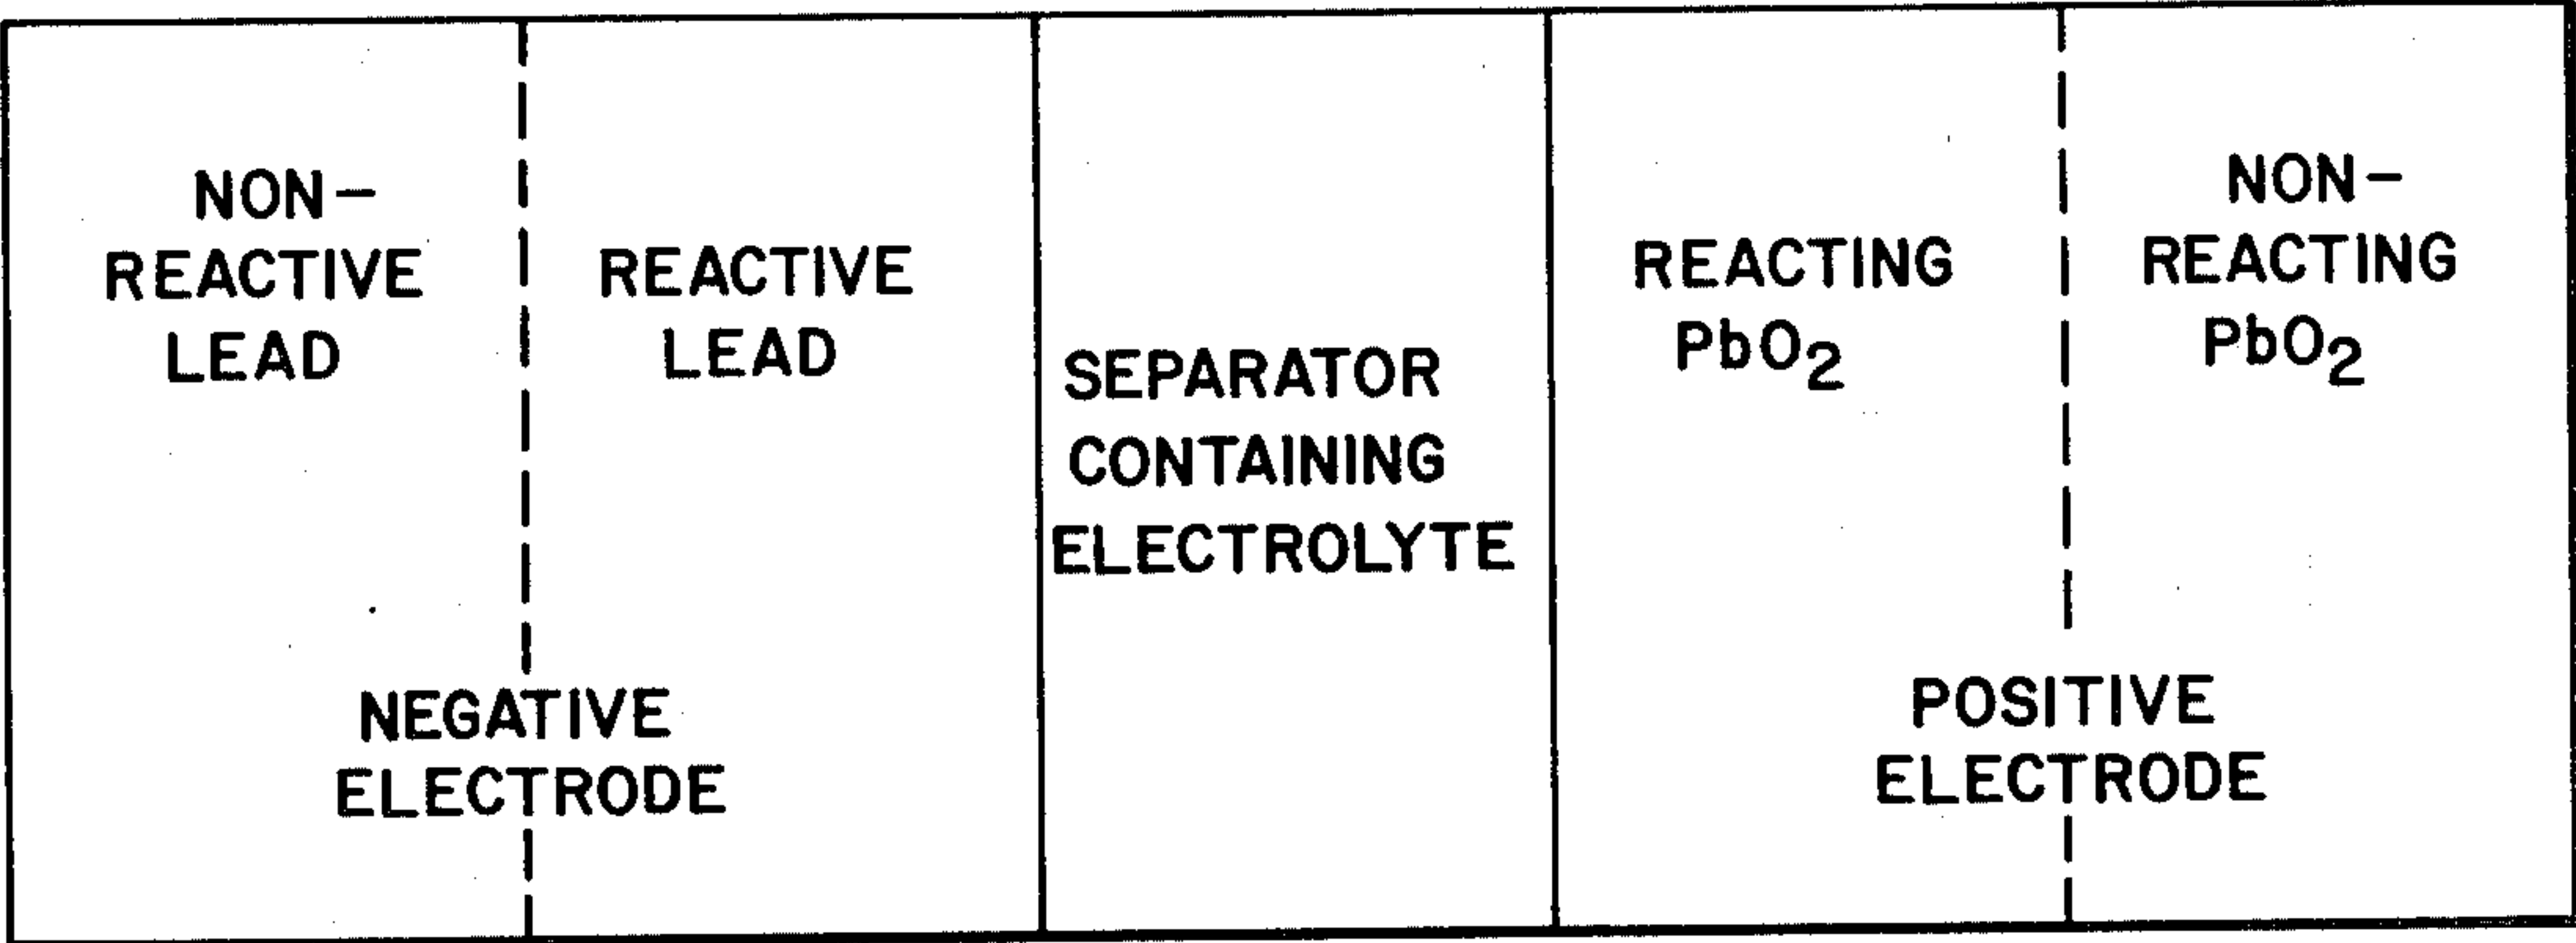 NON-
REACTIVE
LEAD
REACTIVE
LEAD
NEGATIVE
ELECTRODE
SEPARATOR
CONTAINING
ELECTROLYTE
REACTING
PbO2
NON-
REACTING
PbO2
POSITIVE
ELECTRODE